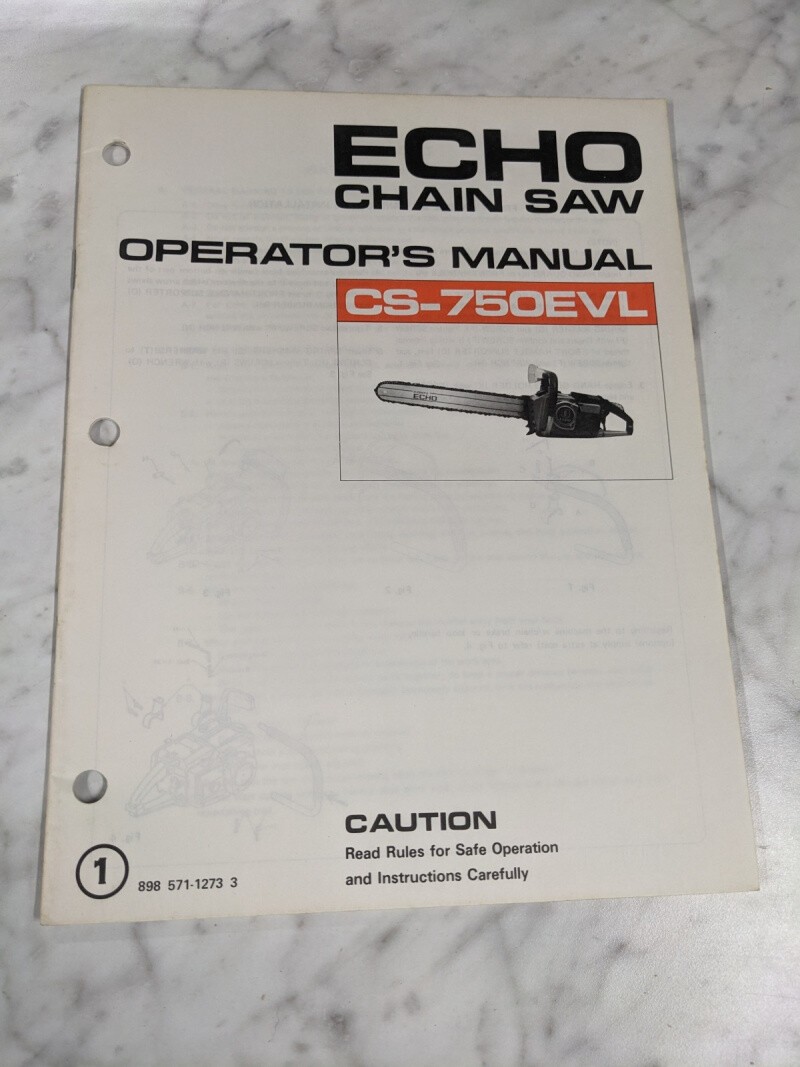 ECHO
CHAIN SAW
OPERATOR'S MANUAL
CS-750EVL
ECHO
CAUTION
Read Rules for Safe Operation
and Instructions Carefully
1
898 571-1273 3